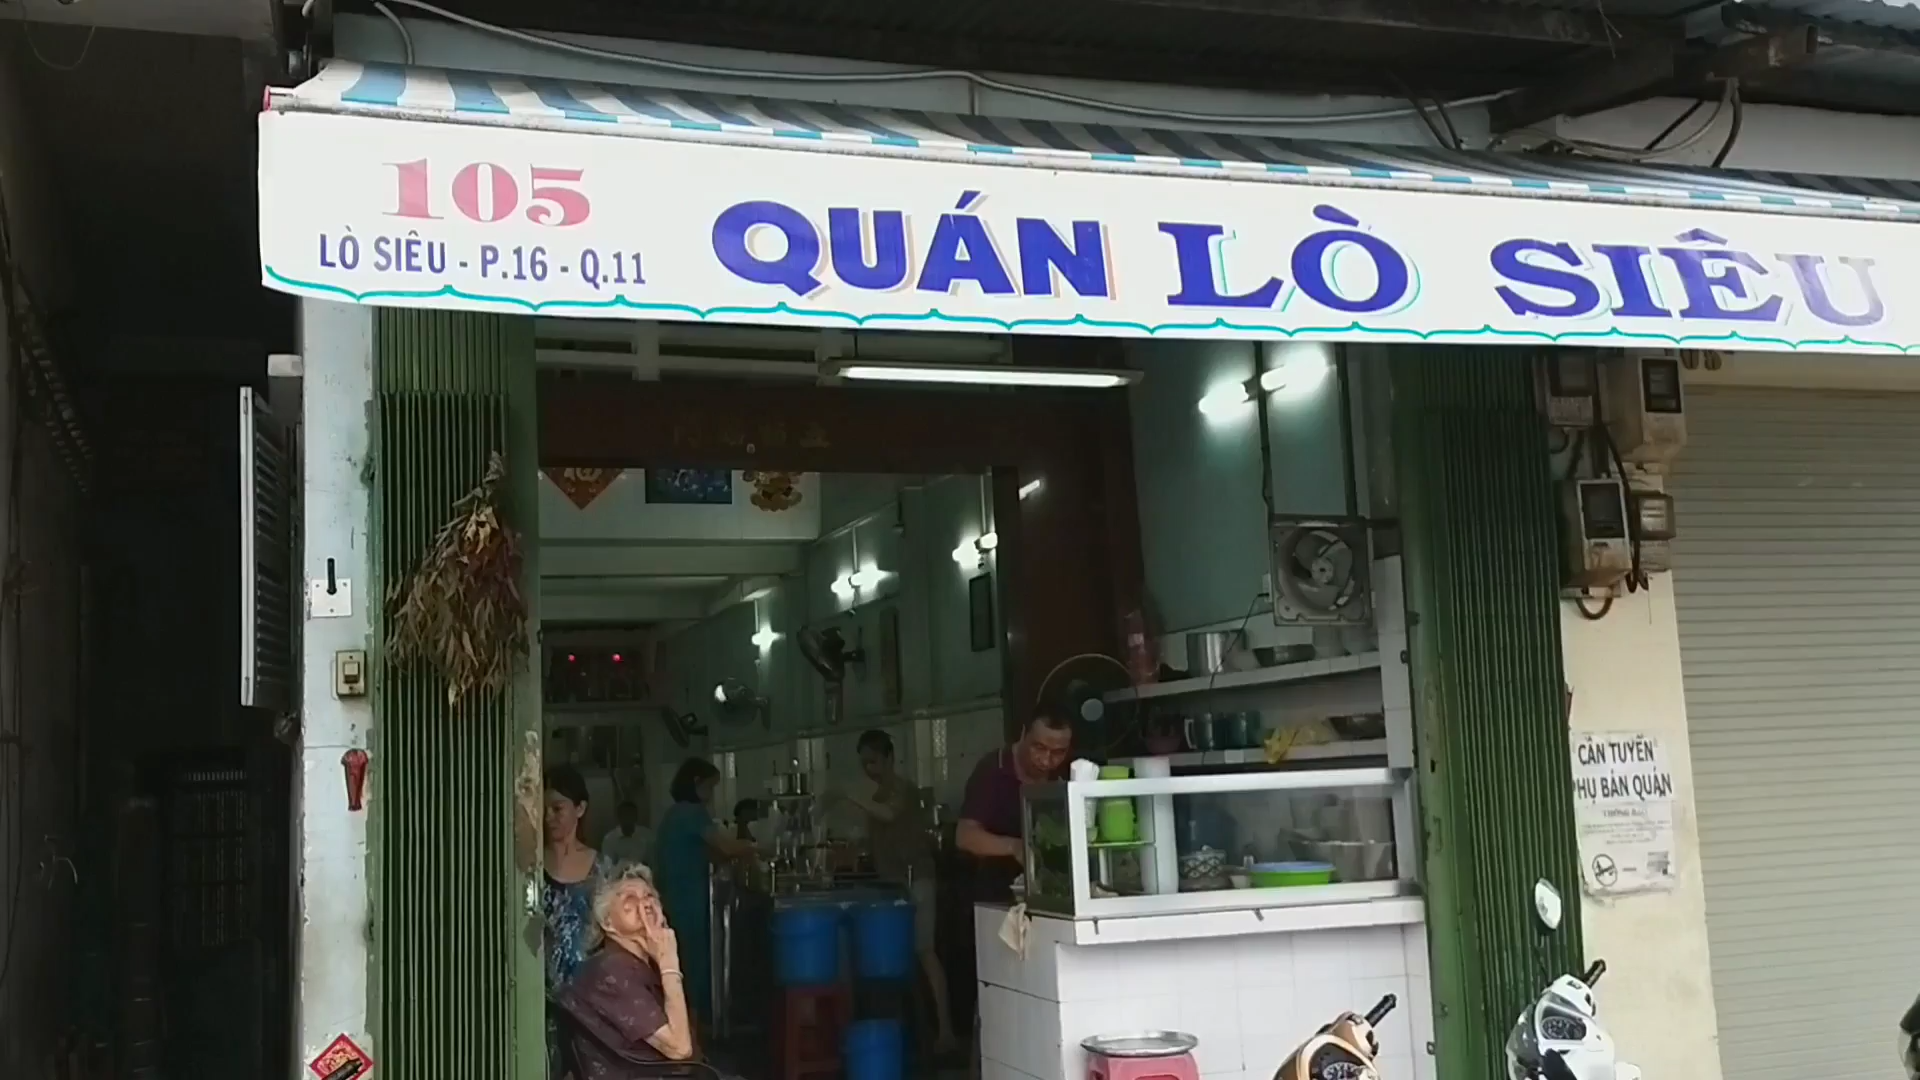 105
LÒ SIÊU - P.16 - Q.11
QUÁN LÒ SIÊU
CẦN TUYỂN
PHỤ BÁN QUÁN